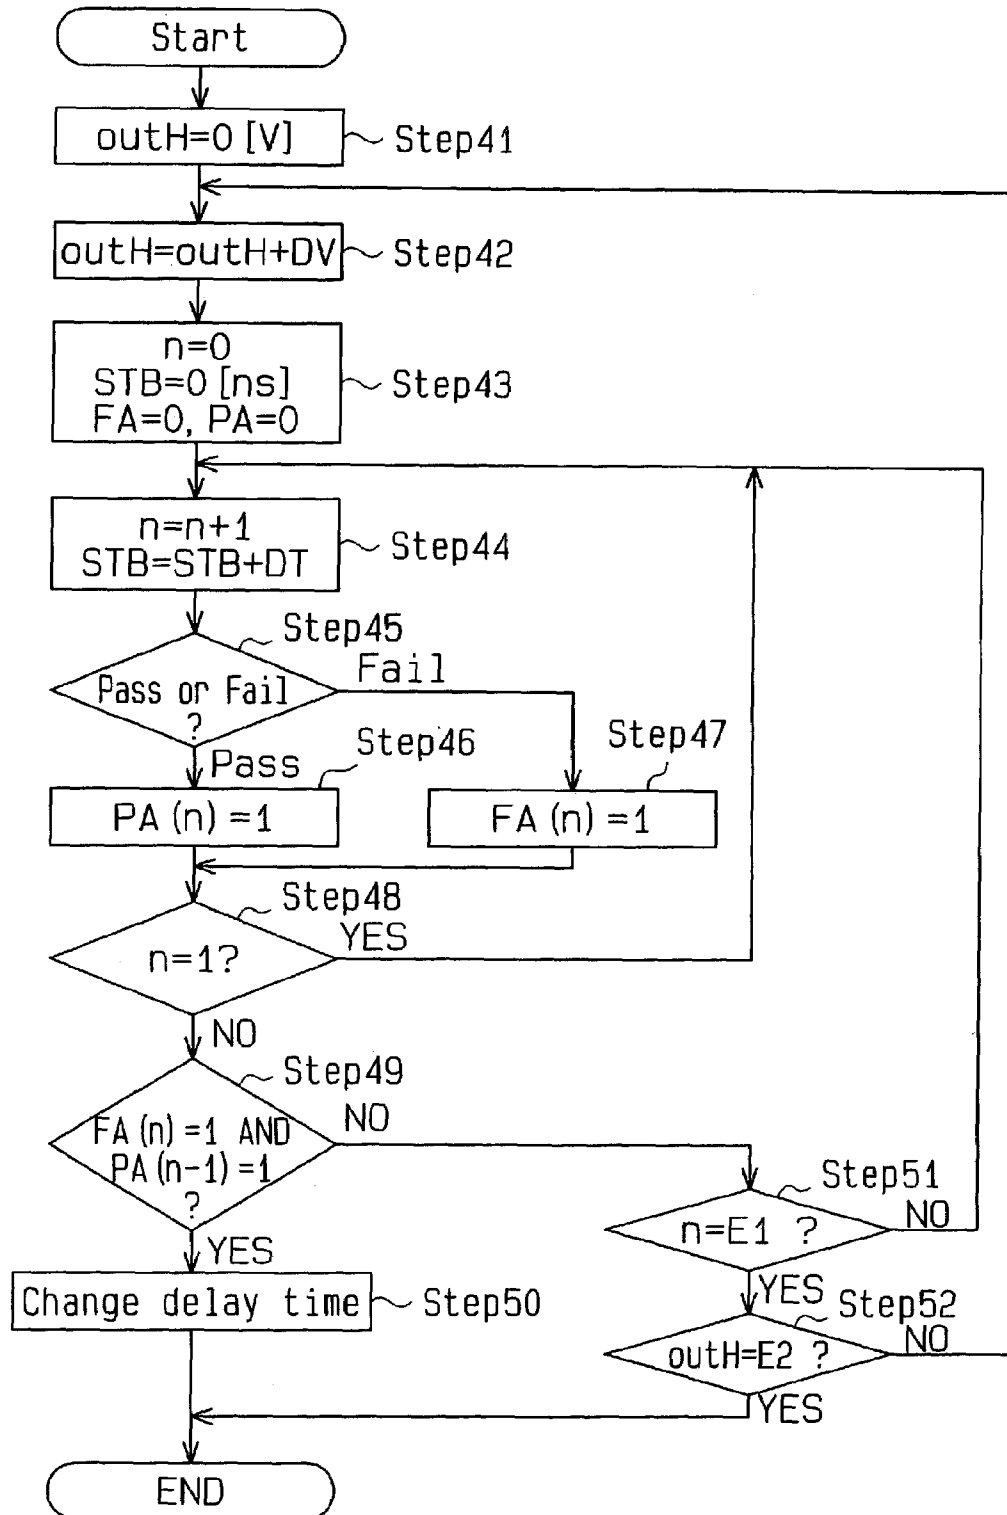 Start
outH=0 [V]
Step41
outH=outH+DV
Step42
n=0
STB=0 [ns]
FA=0, PA=0
Step43
n=n+1
STB=STB+DT
Step44
Step45
Pass or Fail
?
Fail
Pass
Step46
PA (n) =1
Step47
FA (n) =1
Step48
n=1?
YES
NO
Step49
FA (n) =1 AND
PA (n-1) =1
?
NO
YES
Step51
n=E1 ?
NO
YES
Change delay time
Step50
Step52
outH=E2 ?
NO
YES
END